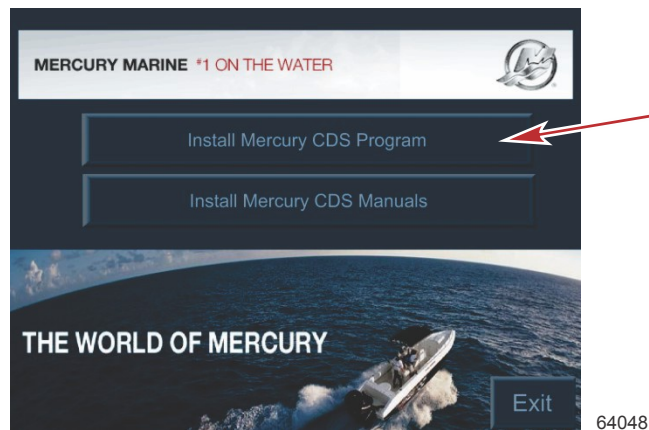 MERCURY MARINE #1 ON THE WATER
Install Mercury CDS Program
Install Mercury CDS Manuals
THE WORLD OF MERCURY
Exit
64048